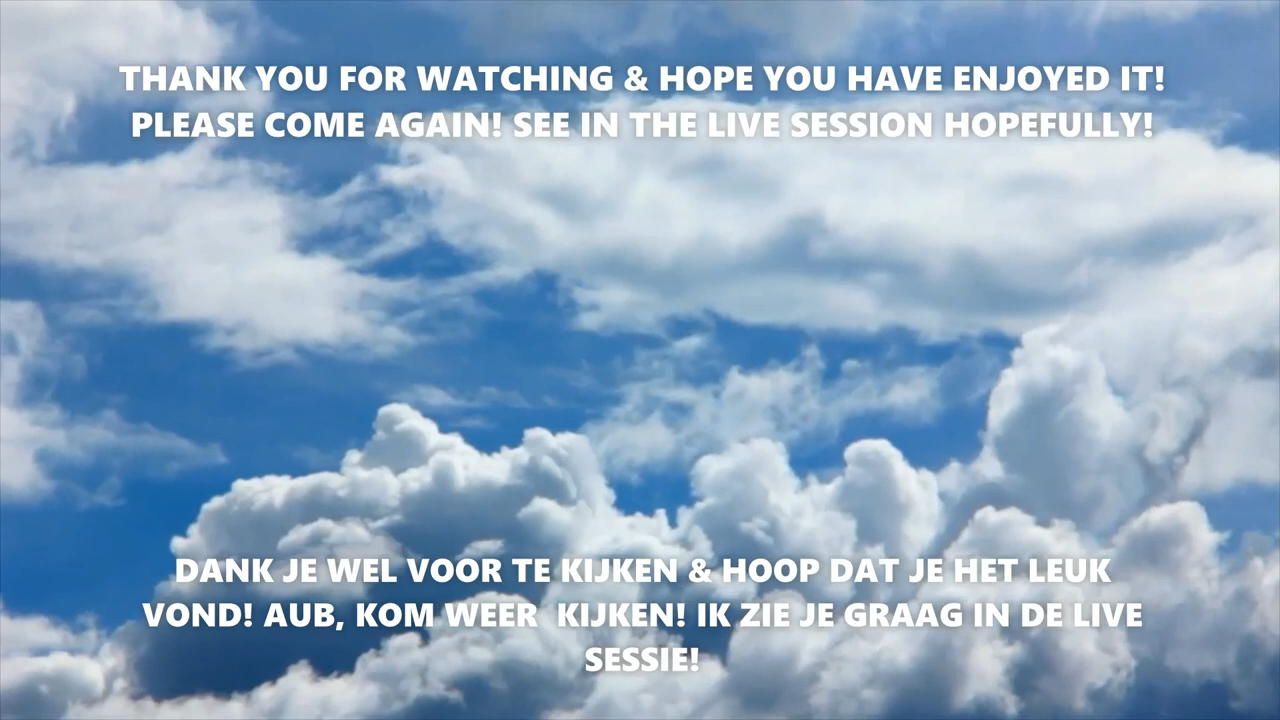 THANK YOU FOR WATCHING & HOPE YOU HAVE ENJOYED IT!
PLEASE COME AGAIN! SEE IN THE LIVE SESSION HOPEFULLY!
DANK JE WEL VOOR TE KIJKEN & HOOP DAT JE HET LEUK
VOND! AUB, KOM WEER  KIJKEN! IK ZIE JE GRAAG IN DE LIVE
SESSIE!